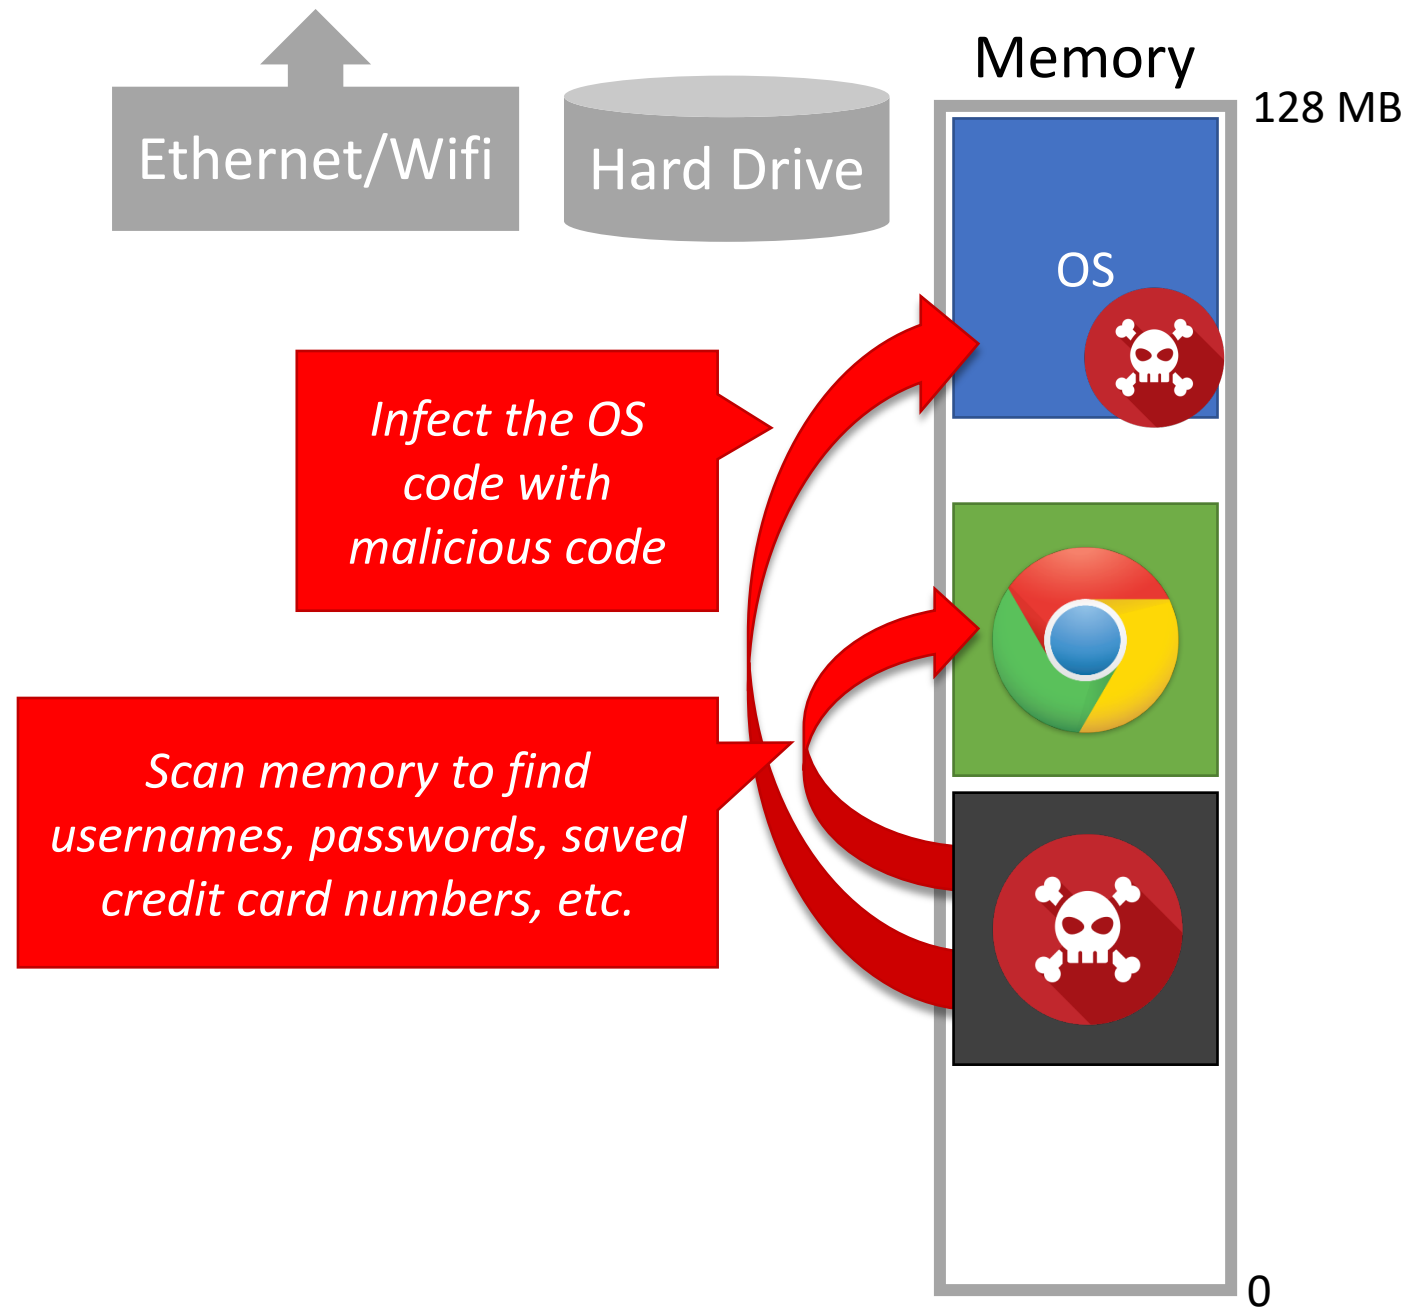 Memory
128 MB
Ethernet/Wifi
Hard Drive
OS
Infect the OS
code with
malicious code
Scan memory to find
usernames, passwords, saved
credit card numbers, etc.
0